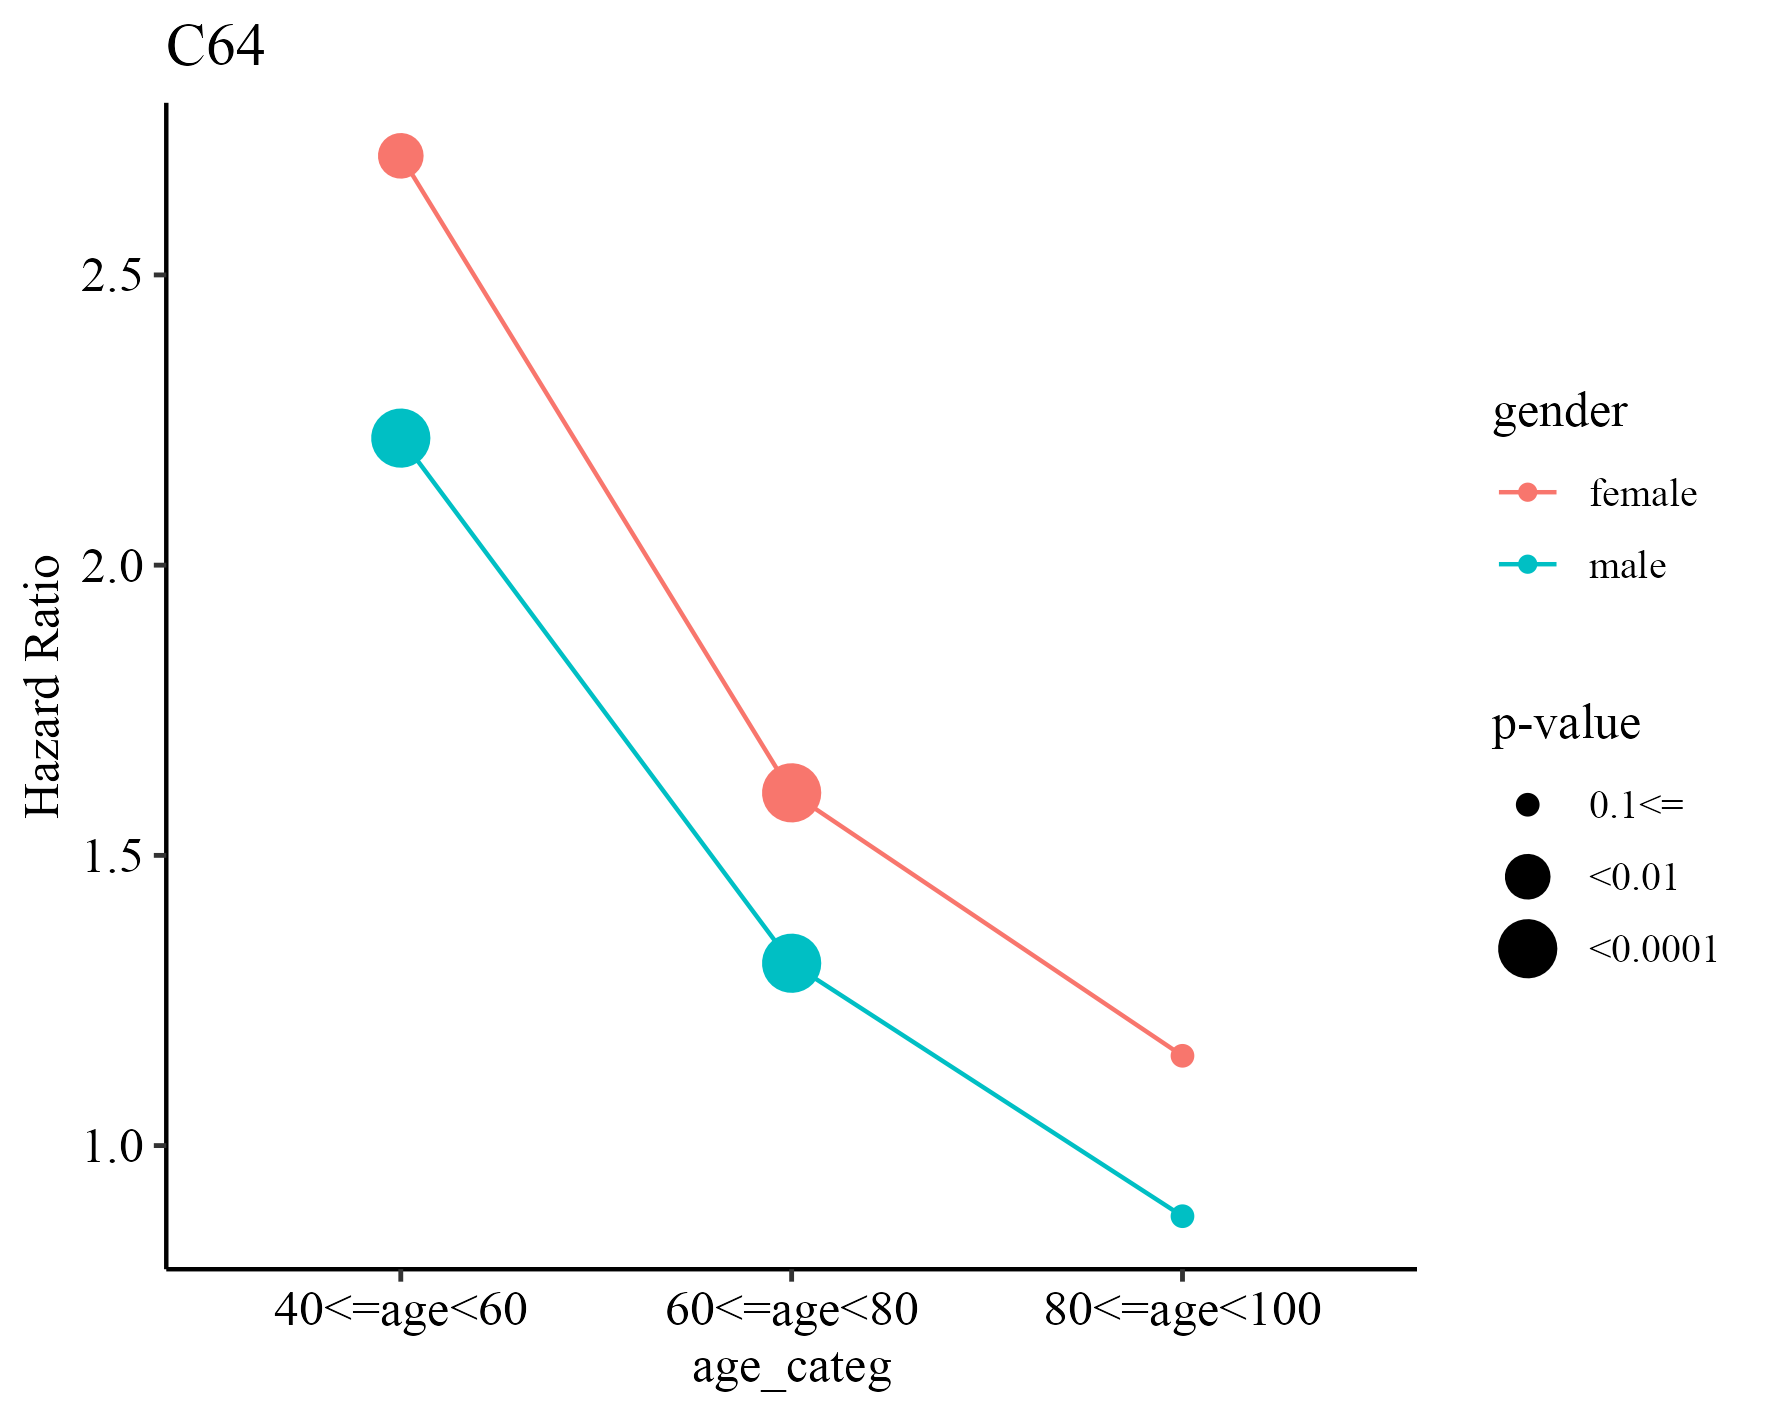 C64
Hazard Ratio
2.5
2.0
1.5
1.0
40<=age<60
60<=age<80
80<=age<100
age_categ
gender
female
male
p-value
0.1<=
<0.01
<0.0001